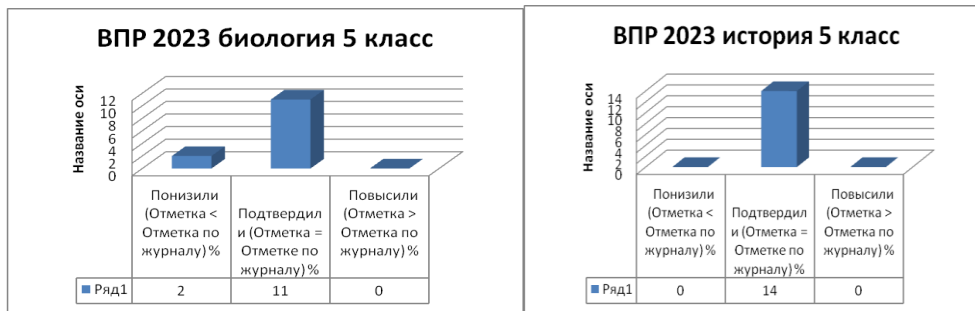 ВПР 2023 биология 5 класс
Название оси
12
10
8
6
4
2
0
Понизили
(Отметка <
Отметка по
журналу) %
Подтвердил
и (Отметка =
Отметке по
журналу) %
Повысили
(Отметка >
Отметка по
журналу) %
Ряд1 2 11 0
ВПР 2023 история 5 класс
Название оси
14
12
10
8
6
4
2
0
Понизили
(Отметка <
Отметка по
журналу) %
Подтвердил
и (Отметка =
Отметке по
журналу) %
Повысили
(Отметка >
Отметка по
журналу) %
Ряд1 0 14 0